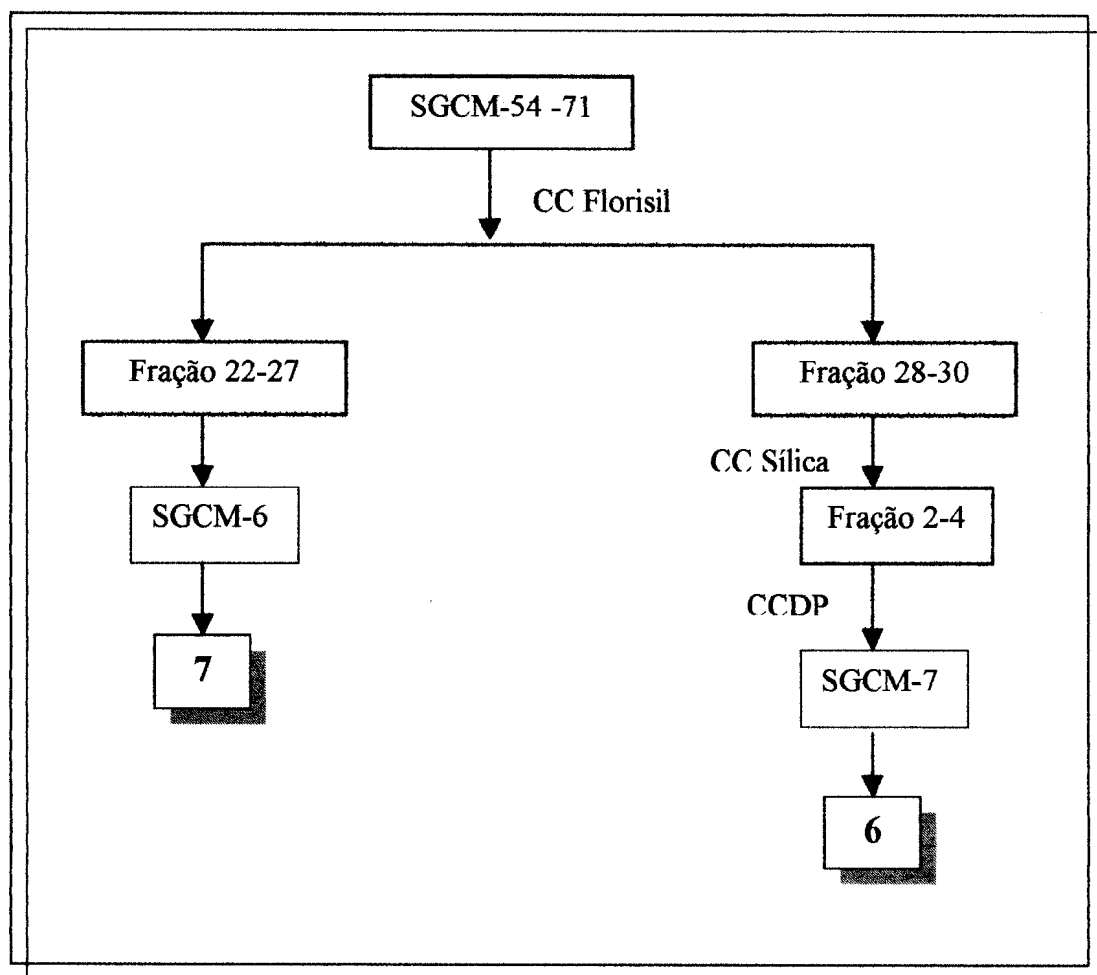 SGCM-54 -71
CC Florisil
Fração 22-27
Fração 28-30
CC Sílica
SGCM-6
Fração 2-4
CCDP
7
SGCM-7
6